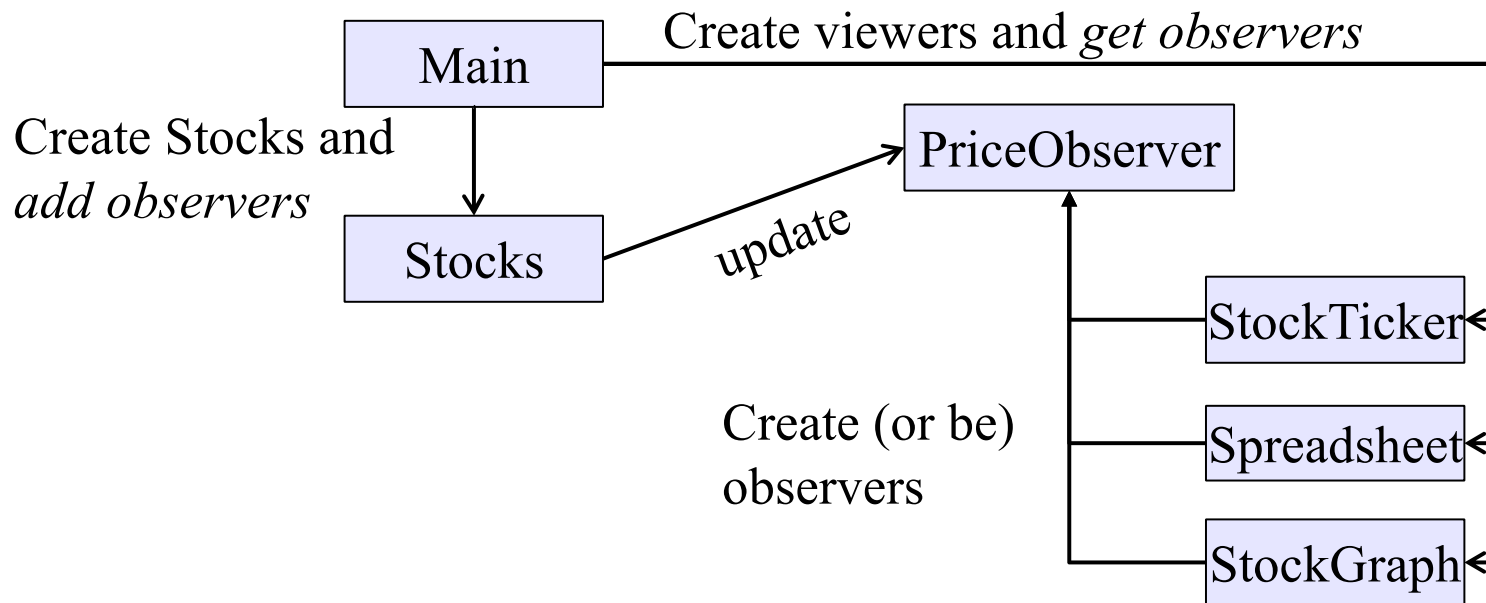 Create viewers and get observers
Main
Create Stocks and
add observers
PriceObserver
Stocks
update
StockTicker
Create (or be)
observers
Spreadsheet
StockGraph